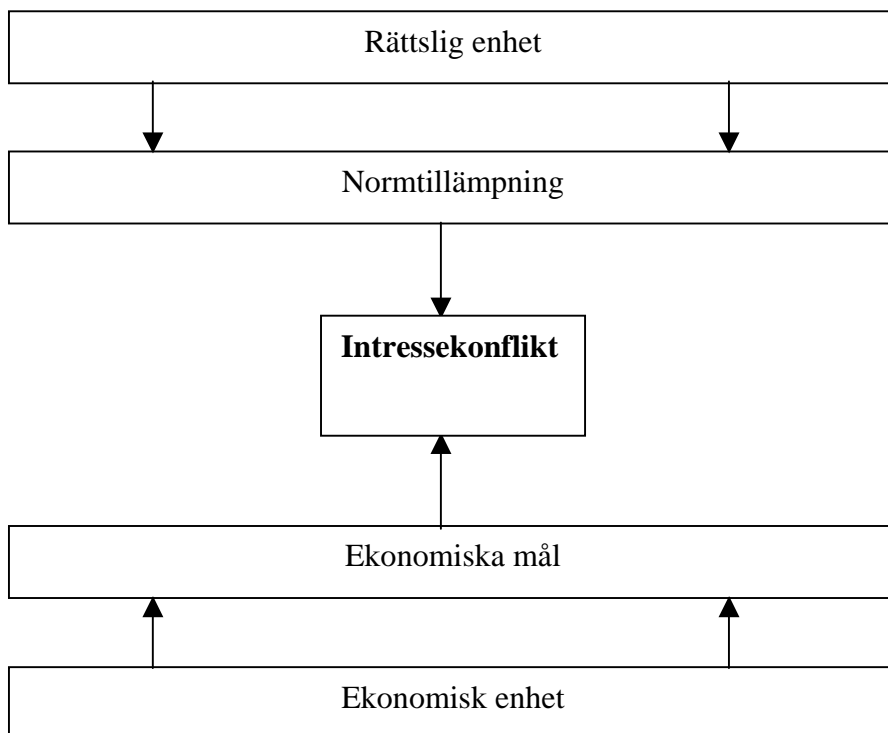 Rättslig enhet
Normtillämpning
Intressekonflikt
Ekonomiska mål
Ekonomisk enhet